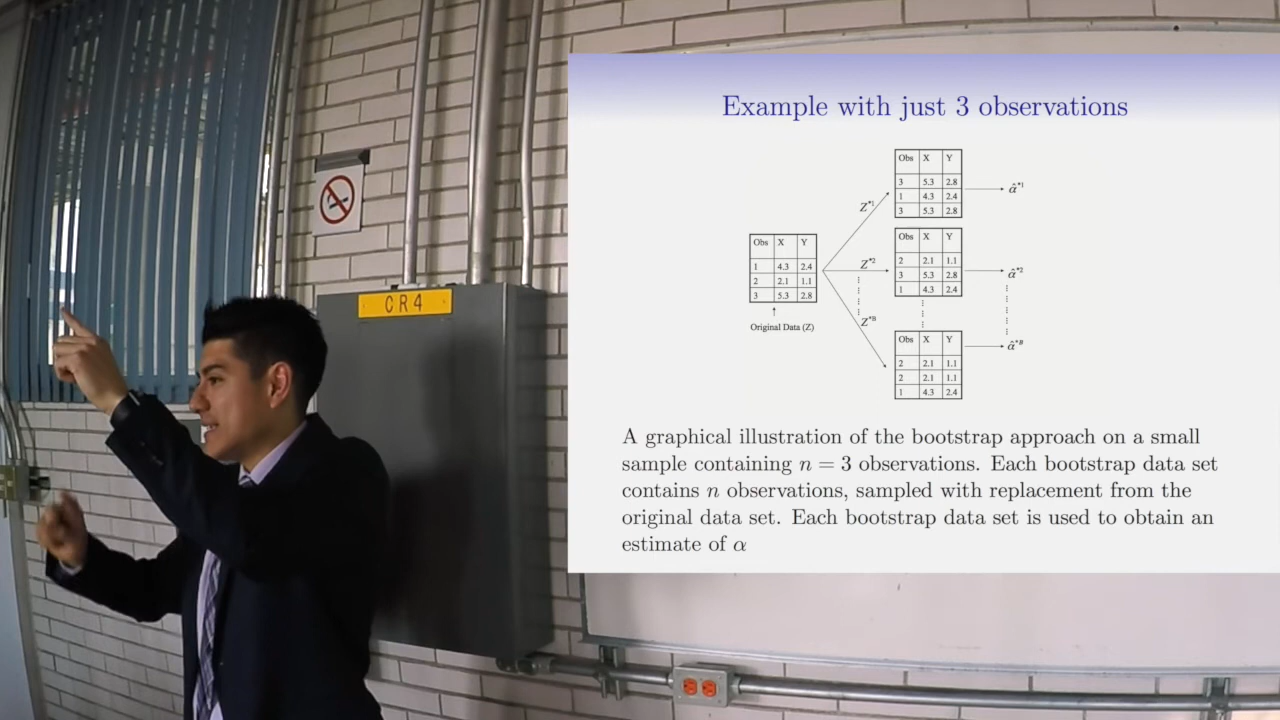 CR4
Example with just 3 observations
Obs X Y
3 5.3 2.8
1 4.3 2.4
3 5.3 2.8
Z*1
α̂*1
Obs X Y
2 2.1 1.1
3 5.3 2.8
1 4.3 2.4
Z*2
α̂*2
Obs X Y
1 4.3 2.4
2 2.1 1.1
3 5.3 2.8
Original Data (Z)
Z*B
α̂*B
Obs X Y
2 2.1 1.1
2 2.1 1.1
1 4.3 2.4
A graphical illustration of the bootstrap approach on a small
sample containing n = 3 observations. Each bootstrap data set
contains n observations, sampled with replacement from the
original data set. Each bootstrap data set is used to obtain an
estimate of α